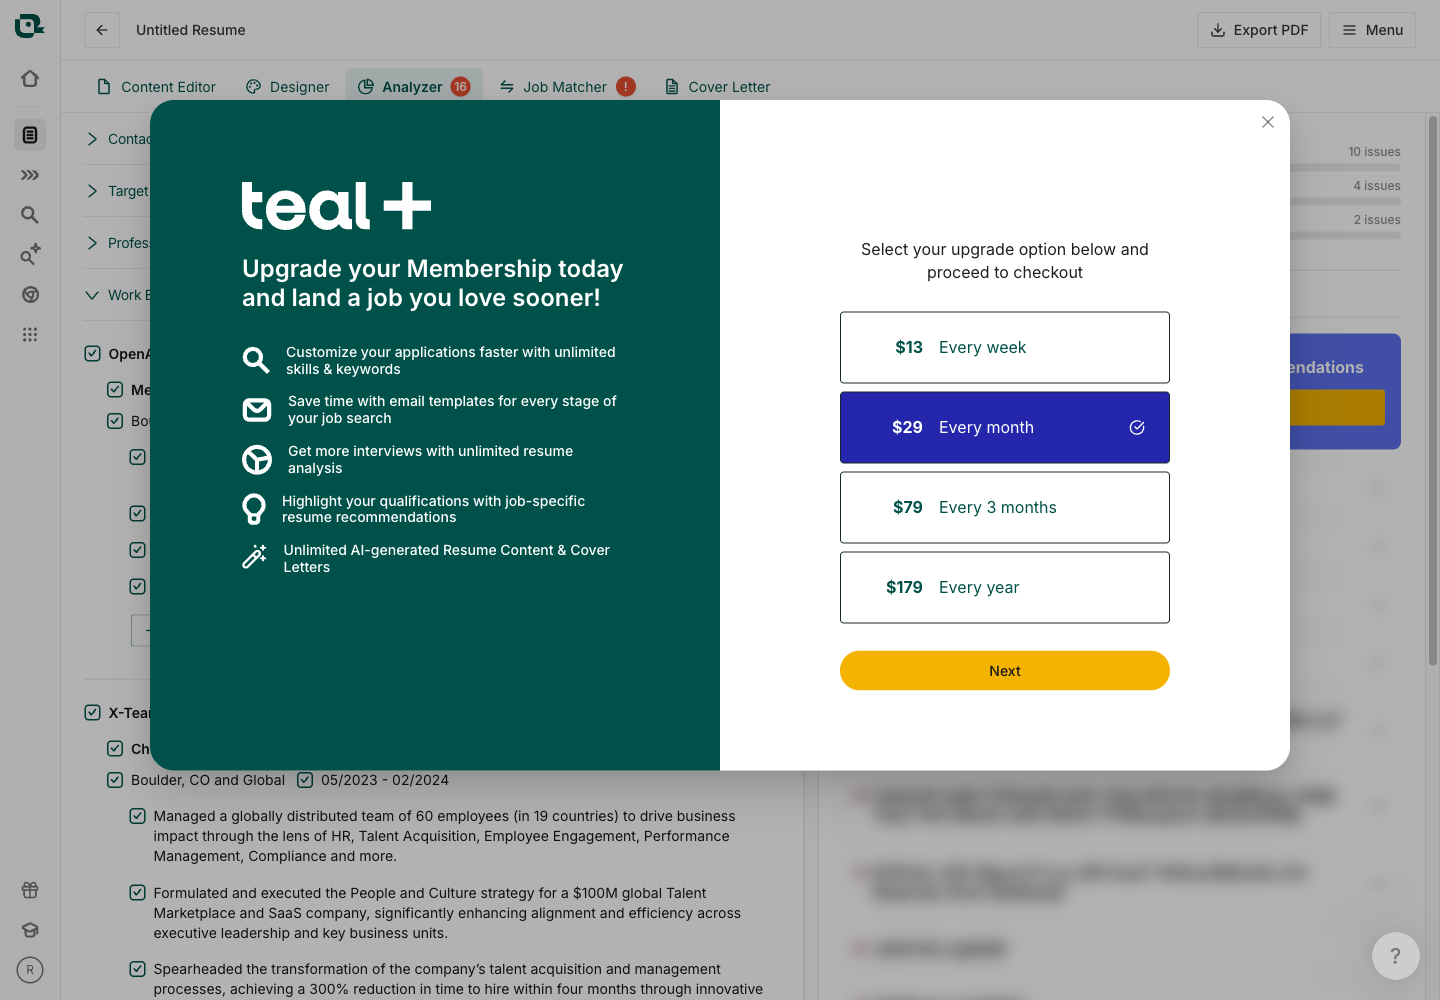 Untitled Resume
Export PDF
Menu
Content Editor
Designer
Analyzer
16
Job Matcher
!
Cover Letter
Contac
Target
Profes
Work E
10 issues
4 issues
2 issues
endations
OpenA
Me
Bou
X-Tear
Ch
teal+
Upgrade your Membership today
and land a job you love sooner!
Customize your applications faster with unlimited
skills & keywords
Save time with email templates for every stage of
your job search
Get more interviews with unlimited resume
analysis
Highlight your qualifications with job-specific
resume recommendations
Unlimited AI-generated Resume Content & Cover
Letters
Select your upgrade option below and
proceed to checkout
$13 Every week
$29 Every month
$79 Every 3 months
$179 Every year
Next
Boulder, CO and Global
05/2023 - 02/2024
Managed a globally distributed team of 60 employees (in 19 countries) to drive business
impact through the lens of HR, Talent Acquisition, Employee Engagement, Performance
Management, Compliance and more.
Formulated and executed the People and Culture strategy for a $100M global Talent
Marketplace and SaaS company, significantly enhancing alignment and efficiency across
executive leadership and key business units.
Spearheaded the transformation of the company's talent acquisition and management
processes, achieving a 300% reduction in time to hire within four months through innovative
R
?